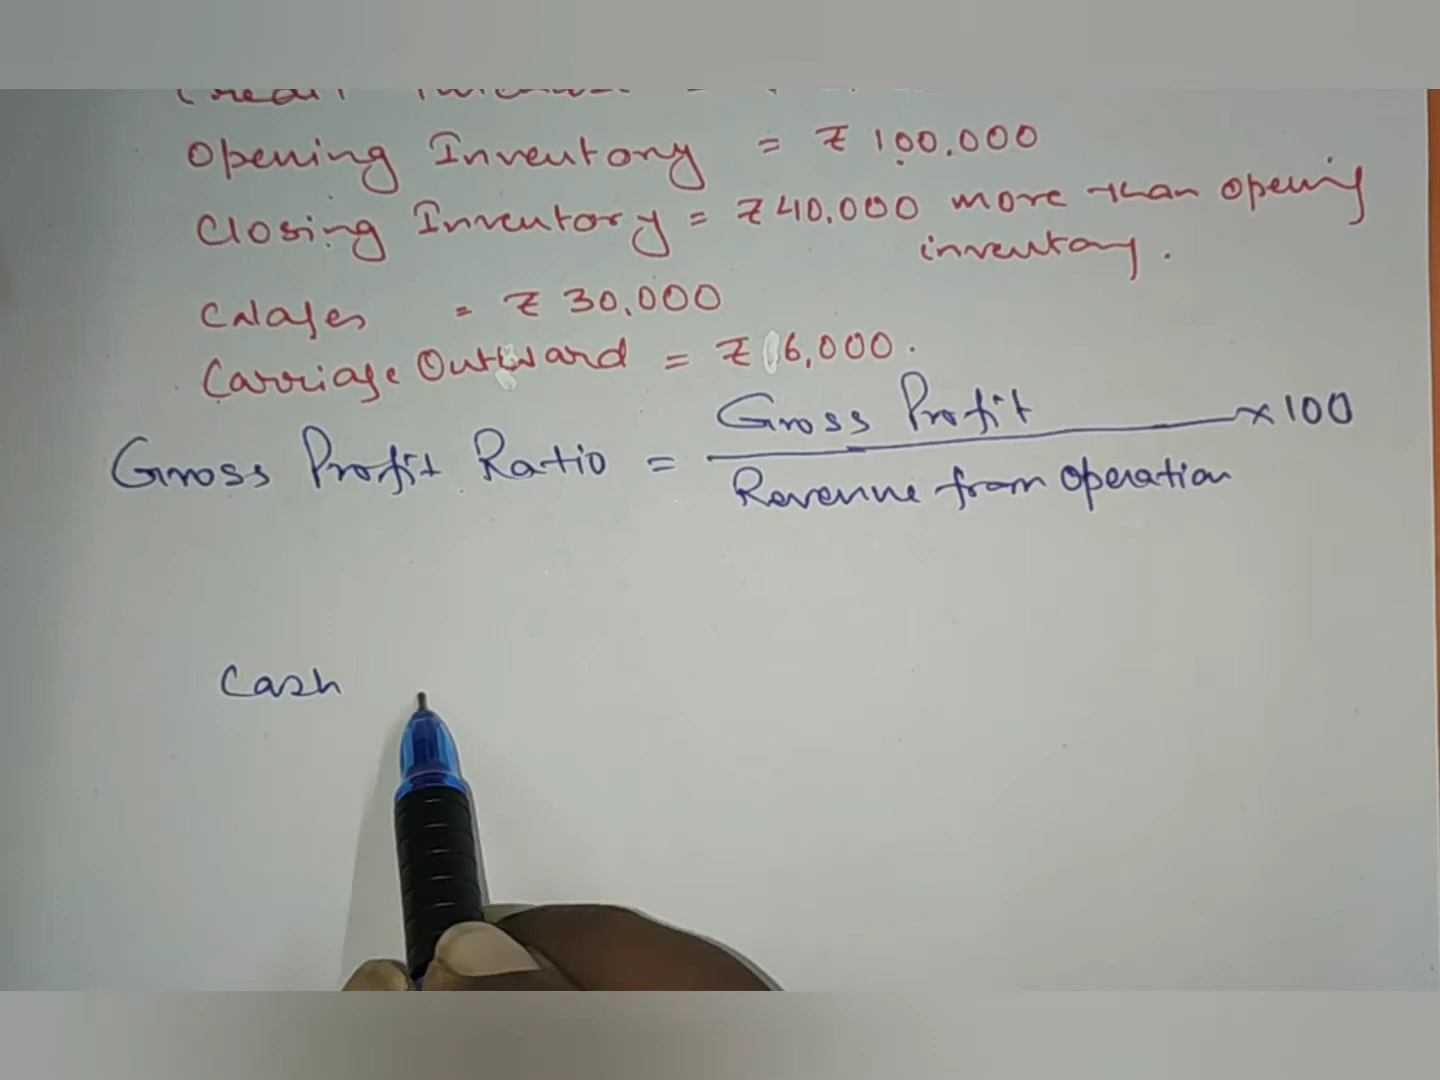 Opening Inventory = ₹ 100,000
Closing Inventory = ₹ 40,000 more than opening
inventory.
= ₹ 30,000
Carriage Outward = ₹ 6,000.
Gross Profit Ratio = Gross Profit × 100
Revenue from operation
Cash